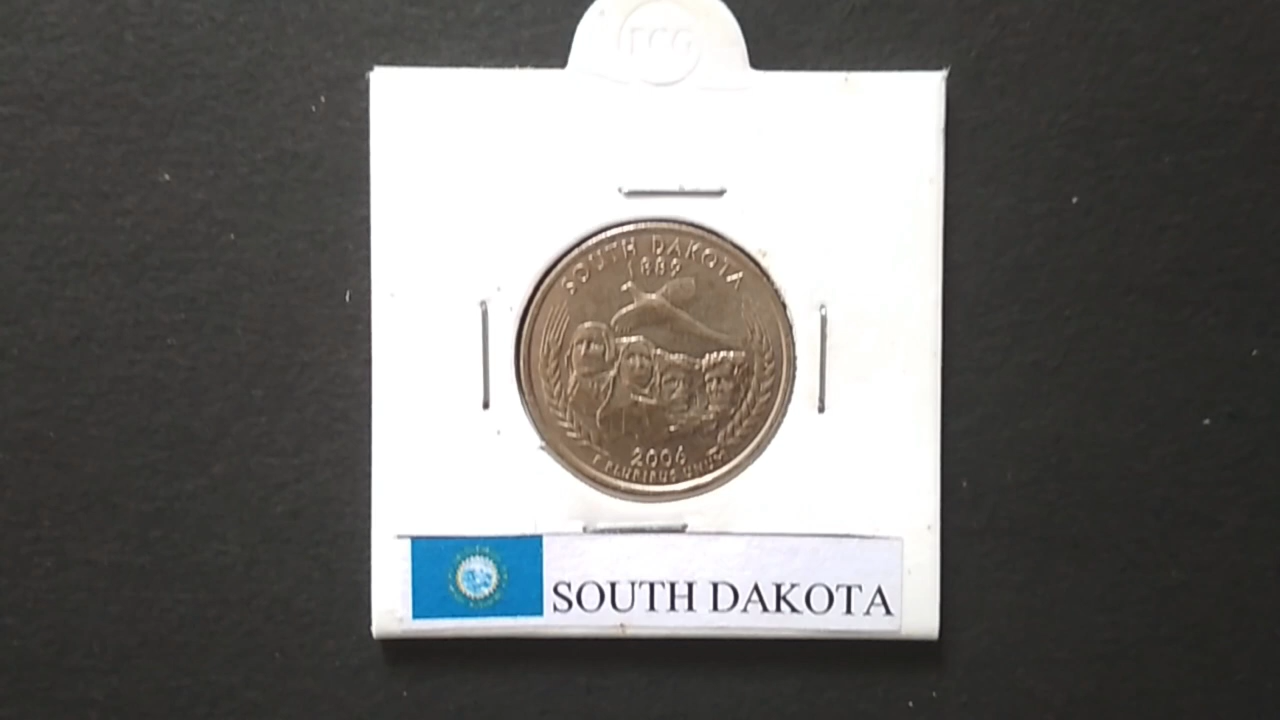 SOUTH DAKOTA
1889
2006
E PLURIBUS UNUM
SOUTH DAKOTA